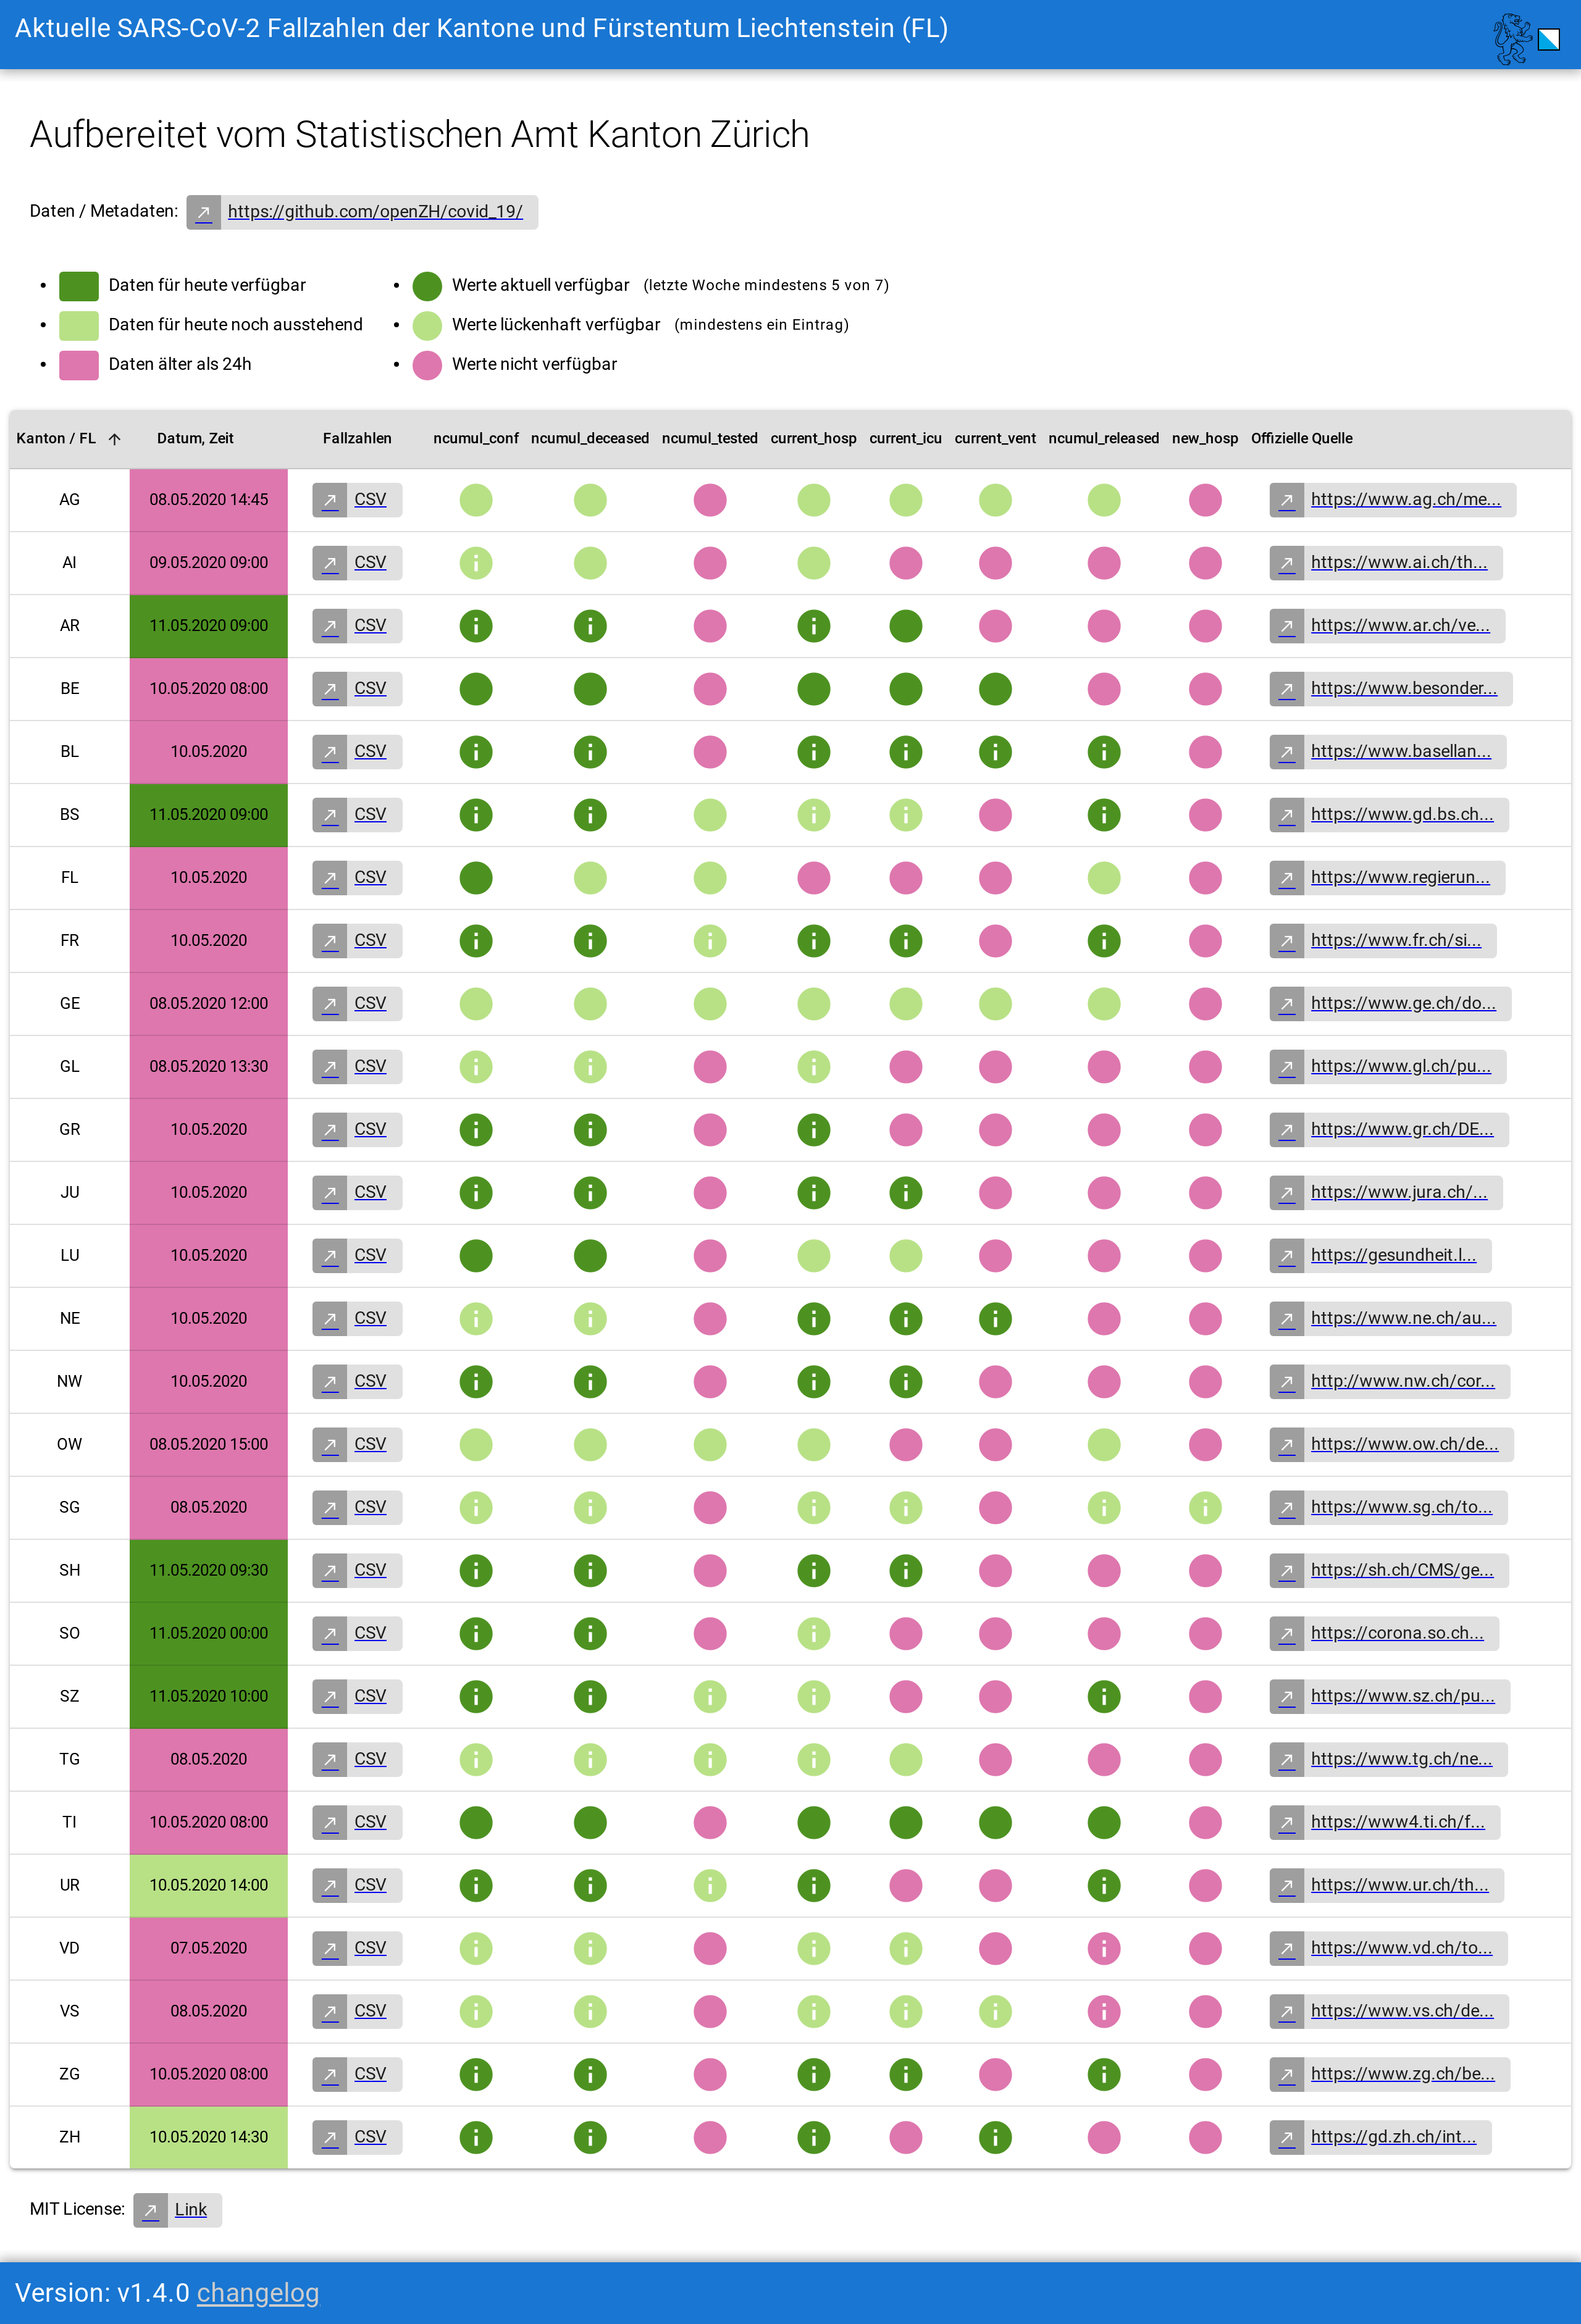 Aktuelle SARS-CoV-2 Fallzahlen der Kantone und Fürstentum Liechtenstein (FL)
Aufbereitet vom Statistischen Amt Kanton Zürich
Daten / Metadaten: https://github.com/openZH/covid_19/
Daten für heute verfügbar
Daten für heute noch ausstehend
Daten älter als 24h
Werte aktuell verfügbar (letzte Woche mindestens 5 von 7)
Werte lückenhaft verfügbar (mindestens ein Eintrag)
Werte nicht verfügbar
Kanton / FL Datum, Zeit Fallzahlen ncumul_conf ncumul_deceased ncumul_tested current_hosp current_icu current_vent ncumul_released new_hosp Offizielle Quelle
AG 08.05.2020 14:45 CSV https://www.ag.ch/me...
AI 09.05.2020 09:00 CSV https://www.ai.ch/th...
AR 11.05.2020 09:00 CSV https://www.ar.ch/ve...
BE 10.05.2020 08:00 CSV https://www.besonder...
BL 10.05.2020 CSV https://www.basellan...
BS 11.05.2020 09:00 CSV https://www.gd.bs.ch...
FL 10.05.2020 CSV https://www.regierun...
FR 10.05.2020 CSV https://www.fr.ch/si...
GE 08.05.2020 12:00 CSV https://www.ge.ch/do...
GL 08.05.2020 13:30 CSV https://www.gl.ch/pu...
GR 10.05.2020 CSV https://www.gr.ch/DE...
JU 10.05.2020 CSV https://www.jura.ch/...
LU 10.05.2020 CSV https://gesundheit.l...
NE 10.05.2020 CSV https://www.ne.ch/au...
NW 10.05.2020 CSV http://www.nw.ch/cor...
OW 08.05.2020 15:00 CSV https://www.ow.ch/de...
SG 08.05.2020 CSV https://www.sg.ch/to...
SH 11.05.2020 09:30 CSV https://sh.ch/CMS/ge...
SO 11.05.2020 00:00 CSV https://corona.so.ch...
SZ 11.05.2020 10:00 CSV https://www.sz.ch/pu...
TG 08.05.2020 CSV https://www.tg.ch/ne...
TI 10.05.2020 08:00 CSV https://www4.ti.ch/f...
UR 10.05.2020 14:00 CSV https://www.ur.ch/th...
VD 07.05.2020 CSV https://www.vd.ch/to...
VS 08.05.2020 CSV https://www.vs.ch/de...
ZG 10.05.2020 08:00 CSV https://www.zg.ch/be...
ZH 10.05.2020 14:30 CSV https://gd.zh.ch/int...
MIT License: Link
Version: v1.4.0 changelog